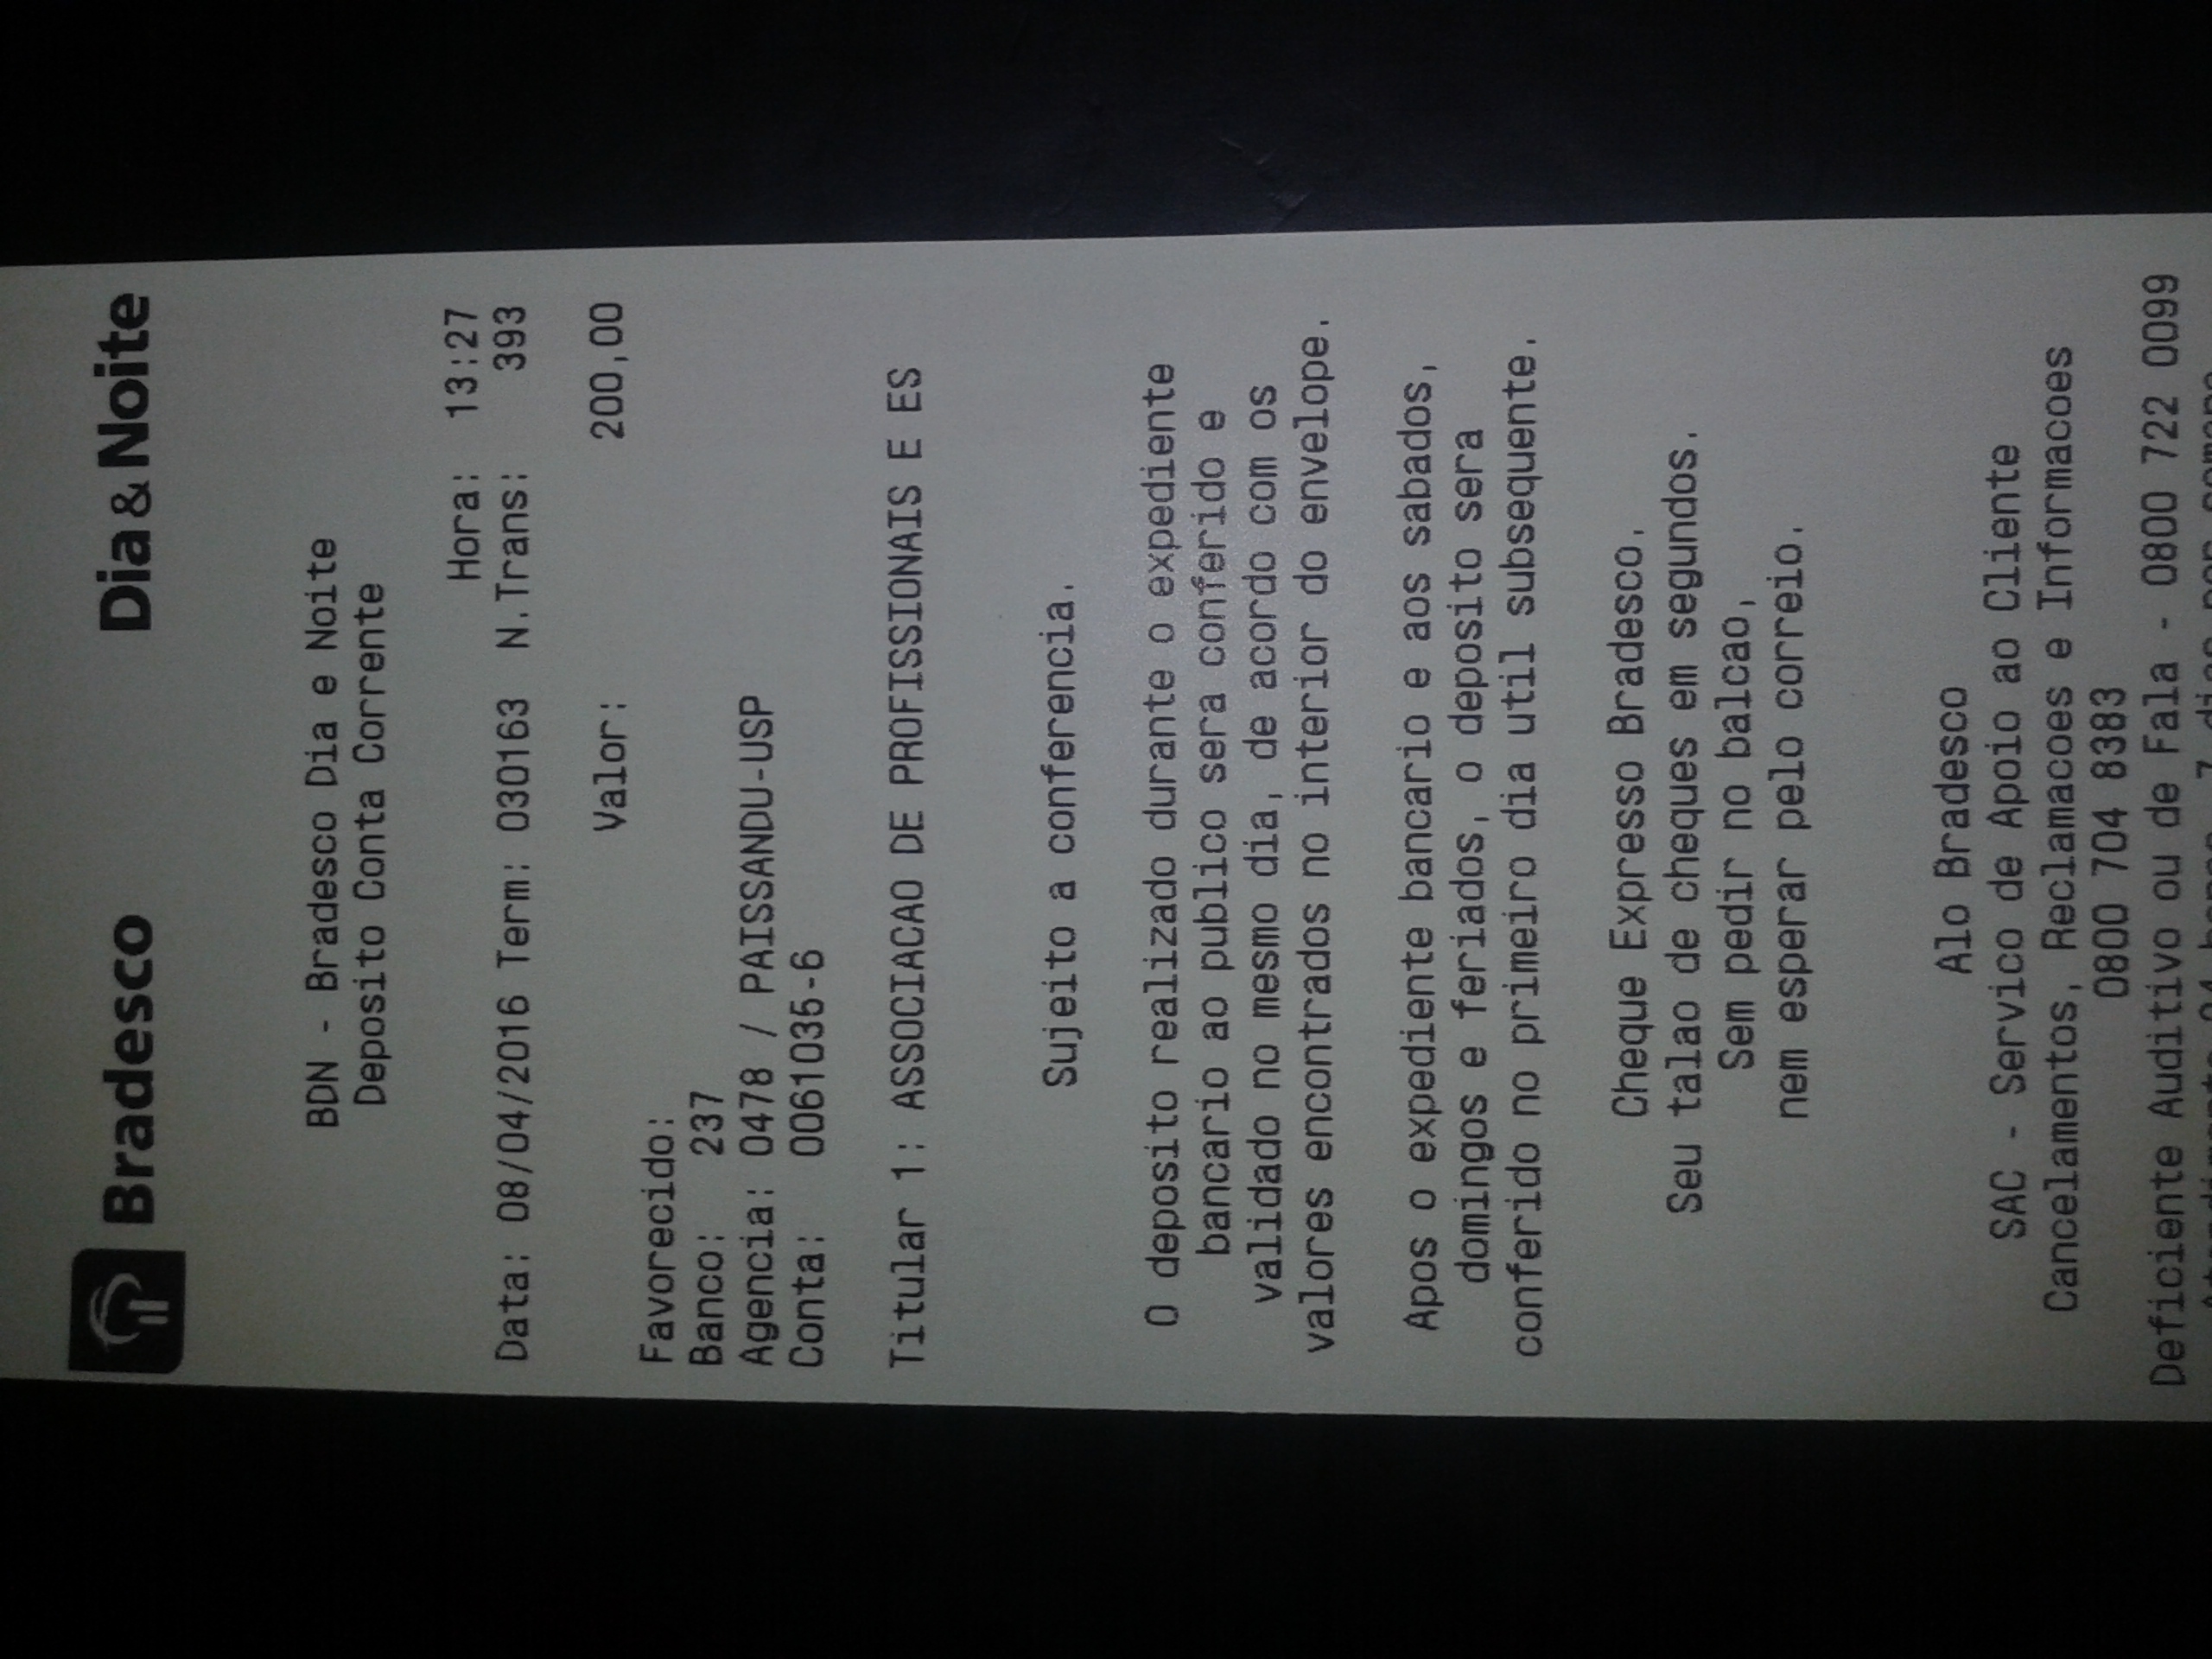 Bradesco Dia&Noite
BDN - Bradesco Dia e Noite
Deposito Conta Corrente
Hora: 13:27
Data: 08/04/2016 Term: 030163 N.Trans: 393
Valor: 200,00
Favorecido:
Banco: 237
Agencia: 0478 / PAISSANDU-USP
Conta: 0061035-6
Titular 1: ASSOCIACAO DE PROFISSIONAIS E ES
Sujeito a conferencia.
O deposito realizado durante o expediente
bancario ao publico sera conferido e
validado no mesmo dia, de acordo com os
valores encontrados no interior do envelope.
Apos o expediente bancario e aos sabados,
domingos e feriados, o deposito sera
conferido no primeiro dia util subsequente.
Cheque Expresso Bradesco.
Seu talao de cheques em segundos.
Sem pedir no balcao,
nem esperar pelo correio.
Alo Bradesco
SAC - Servico de Apoio ao Cliente
Cancelamentos, Reclamacoes e Informacoes
0800 704 8383
Deficiente Auditivo ou de Fala - 0800 722 0099